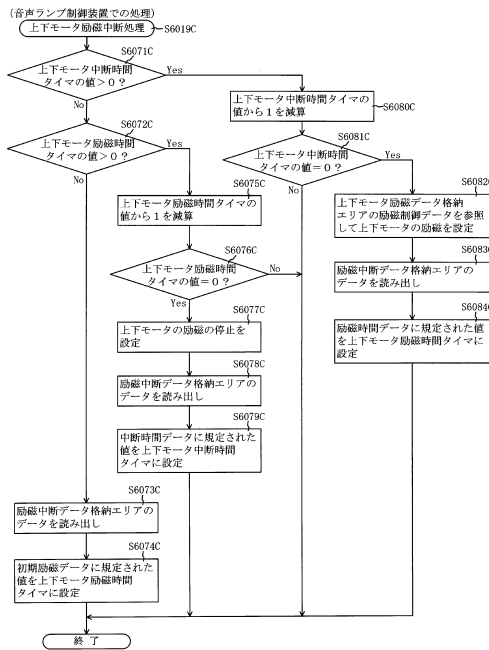 (音声ランプ制御装置での処理)
上下モータ励磁中断処理
S6019C
S6071C
上下モータ中断時間
タイマの値>0?
Yes
No
S6072C
上下モータ励磁時間
タイマの値>0?
Yes
No
S6080C
上下モータ中断時間タイマの
値から1を減算
S6081C
上下モータ中断時間
タイマの値=0?
Yes
No
S6075C
上下モータ励磁時間タイマの
値から1を減算
S6076C
上下モータ励磁時間
タイマの値=0?
No
Yes
S6077C
上下モータの励磁の停止を
設定
S6078C
励磁中断データ格納エリアの
データを読み出し
S6079C
中断時間データに規定された
値を上下モータ中断時間
タイマに設定
S6082C
上下モータ励磁データ格納
エリアの励磁制御データを参照
して上下モータの励磁を設定
S6083C
励磁中断データ格納エリアの
データを読み出し
S6084C
励磁時間データに規定された値
を上下モータ励磁時間タイマに
設定
S6073C
励磁中断データ格納エリアの
データを読み出し
S6074C
初期励磁データに規定された
値を上下モータ励磁時間
タイマに設定
終了